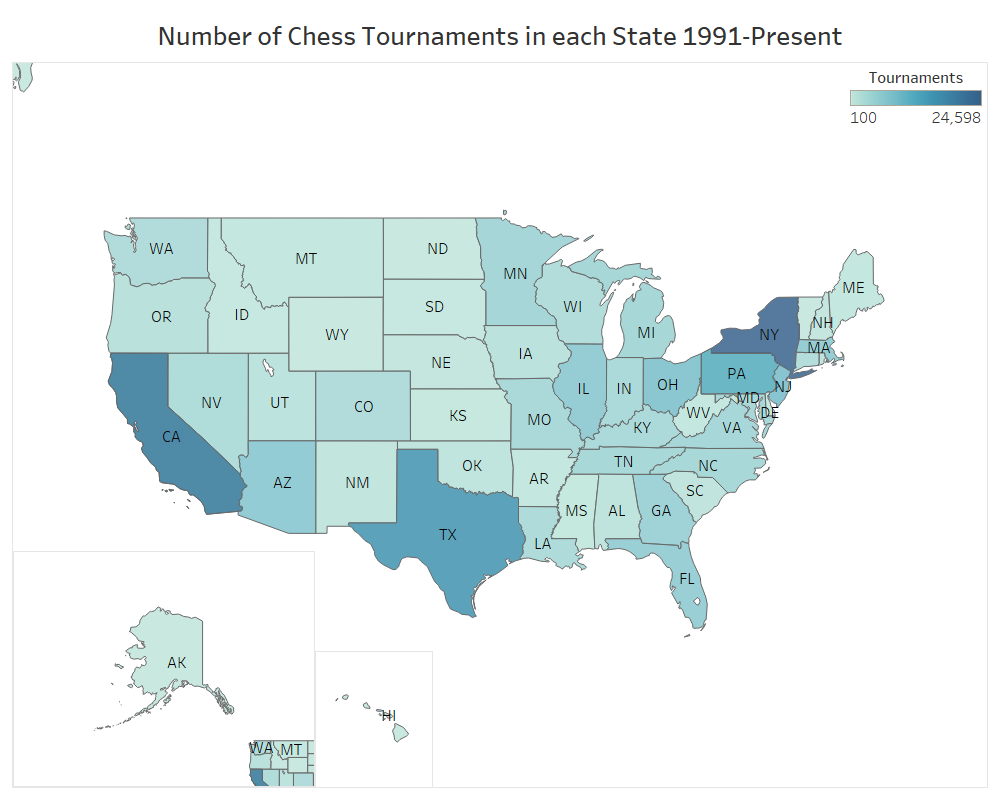 Number of Chess Tournaments in each State 1991-Present
Tournaments
100 24,598
WA
MT
ND
MN
ME
OR
ID
SD
WI
MI
NH
WY
IA
NY
MA
NE
PA
NV
UT
CO
KS
MO
IL
IN
OH
NJ
MD
DE
WV
VA
KY
CA
AZ
NM
OK
AR
TN
NC
SC
TX
LA
MS
AL
GA
FL
AK
HI
WA MT